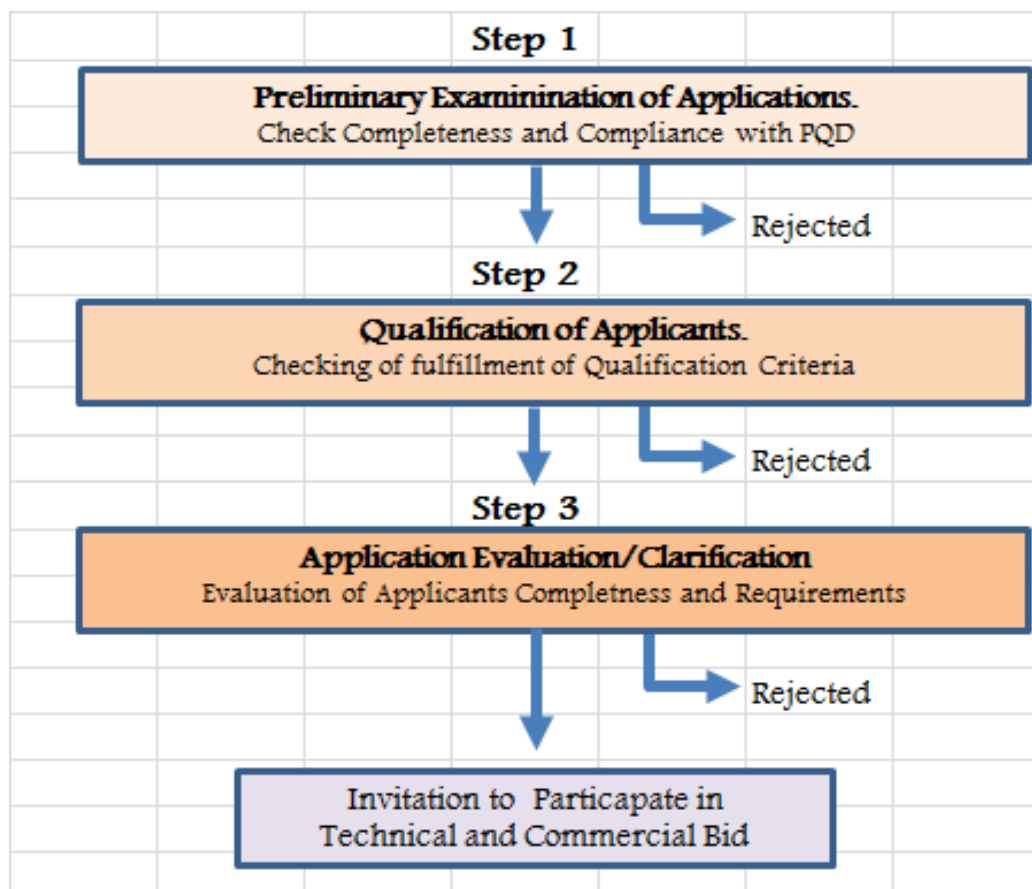 Step 1
Preliminary Examinination of Applications.
Check Completeness and Compliance with PQD
Rejected
Step 2
Qualification of Applicants.
Checking of fulfillment of Qualification Criteria
Rejected
Step 3
Application Evaluation/Clarification
Evaluation of Applicants Completness and Requirements
Rejected
Invitation to Particapate in
Technical and Commercial Bid